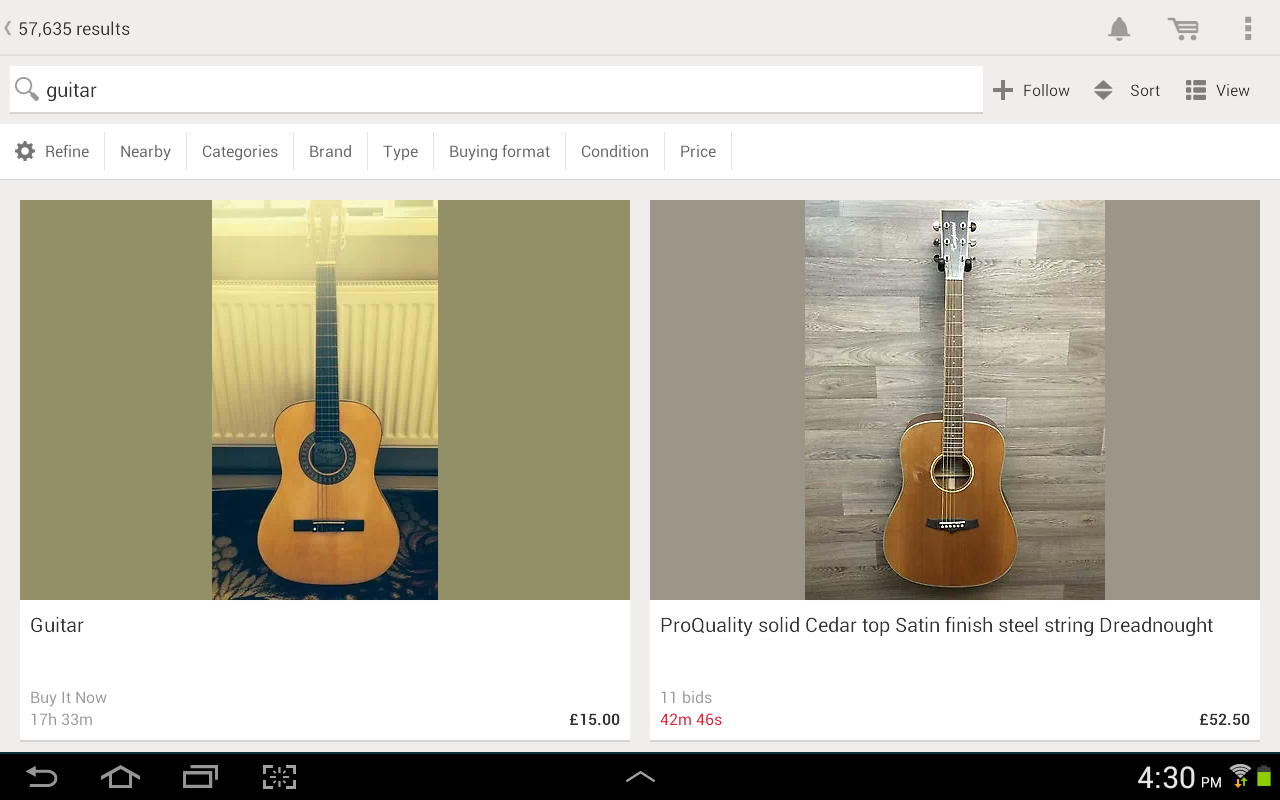 57,635 results
guitar
Follow
Sort
View
Refine
Nearby
Categories
Brand
Type
Buying format
Condition
Price
Guitar
Buy It Now
17h 33m
£15.00
ProQuality solid Cedar top Satin finish steel string Dreadnought
11 bids
42m 46s
£52.50
4:30 PM